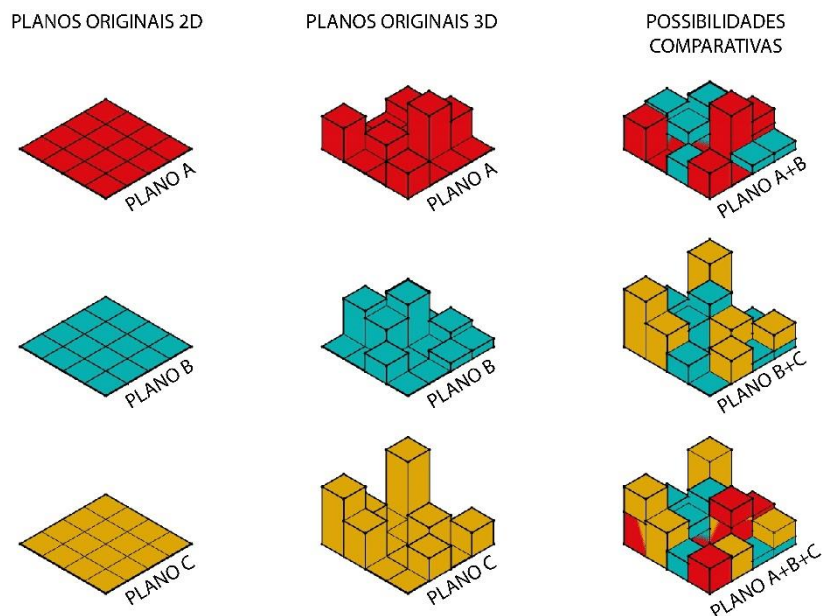 PLANOS ORIGINAIS 2D
PLANOS ORIGINAIS 3D
POSSIBILIDADES
COMPARATIVAS
PLANO A
PLANO A
PLANO A+B
PLANO B
PLANO B
PLANO B+C
PLANO C
PLANO C
PLANO A+B+C